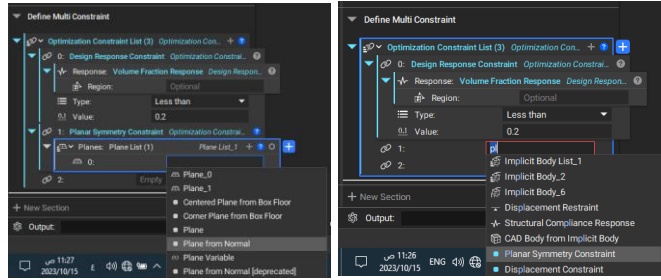 Define Multi Constraint
Optimization Constraint List (3) Optimization Con...
0: Design Response Constraint Optimization Constrai...
Response: Volume Fraction Response Design Respon...
Region: Optional
Type: Less than
0.1 Value: 0.2
1: Planar Symmetry Constraint Optimization Constrai...
Planes: Plane List (1) Plane List_1
0:
2: Empty
Plane_0
Plane_1
Centered Plane from Box Floor
Corner Plane from Box Floor
Plane
Plane from Normal
Plane Variable
Plane from Normal [deprecated]
+ New Section
Output:
11:27 ص
2023/10/15
ع
Define Multi Constraint
Optimization Constraint List (3) Optimization Con...
0: Design Response Constraint Optimization Constrai...
Response: Volume Fraction Response Design Respon...
Region: Optional
Type: Less than
0.1 Value: 0.2
1: pl
2:
Implicit Body List_1
Implicit Body_2
Implicit Body_6
Displacement Restraint
Structural Compliance Response
CAD Body from Implicit Body
Planar Symmetry Constraint
Displacement Constraint
+ New Section
Output:
11:26 ص
2023/10/15
ENG